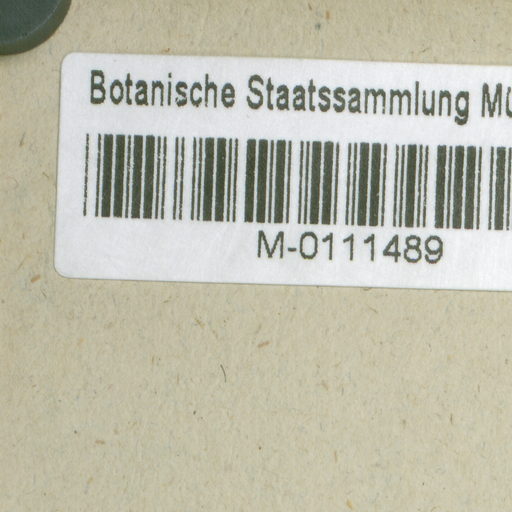 Botanische Staatssammlung Mü
M-0111489